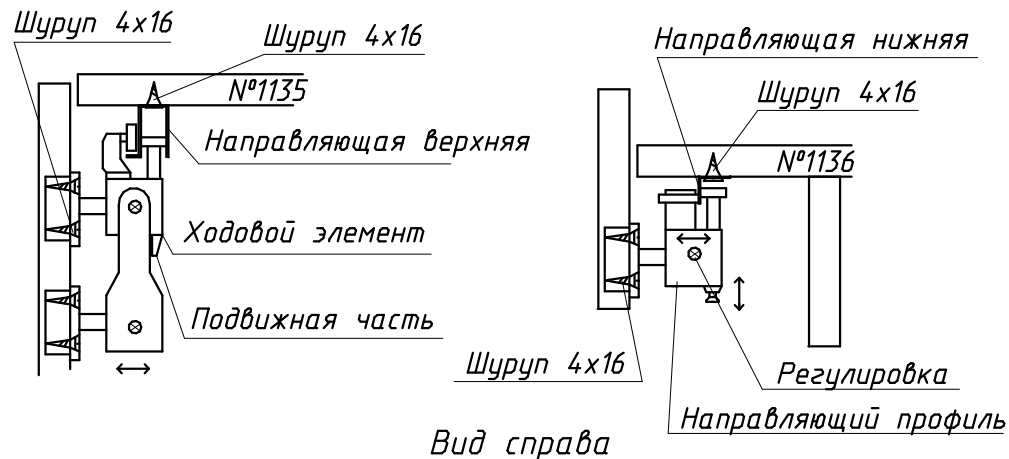 Шуруп 4х16
Шуруп 4х16
№1135
Направляющая верхняя
Ходовой элемент
Подвижная часть
Направляющая нижняя
Шуруп 4х16
№1136
Шуруп 4х16
Регулировка
Направляющий профиль
Вид справа